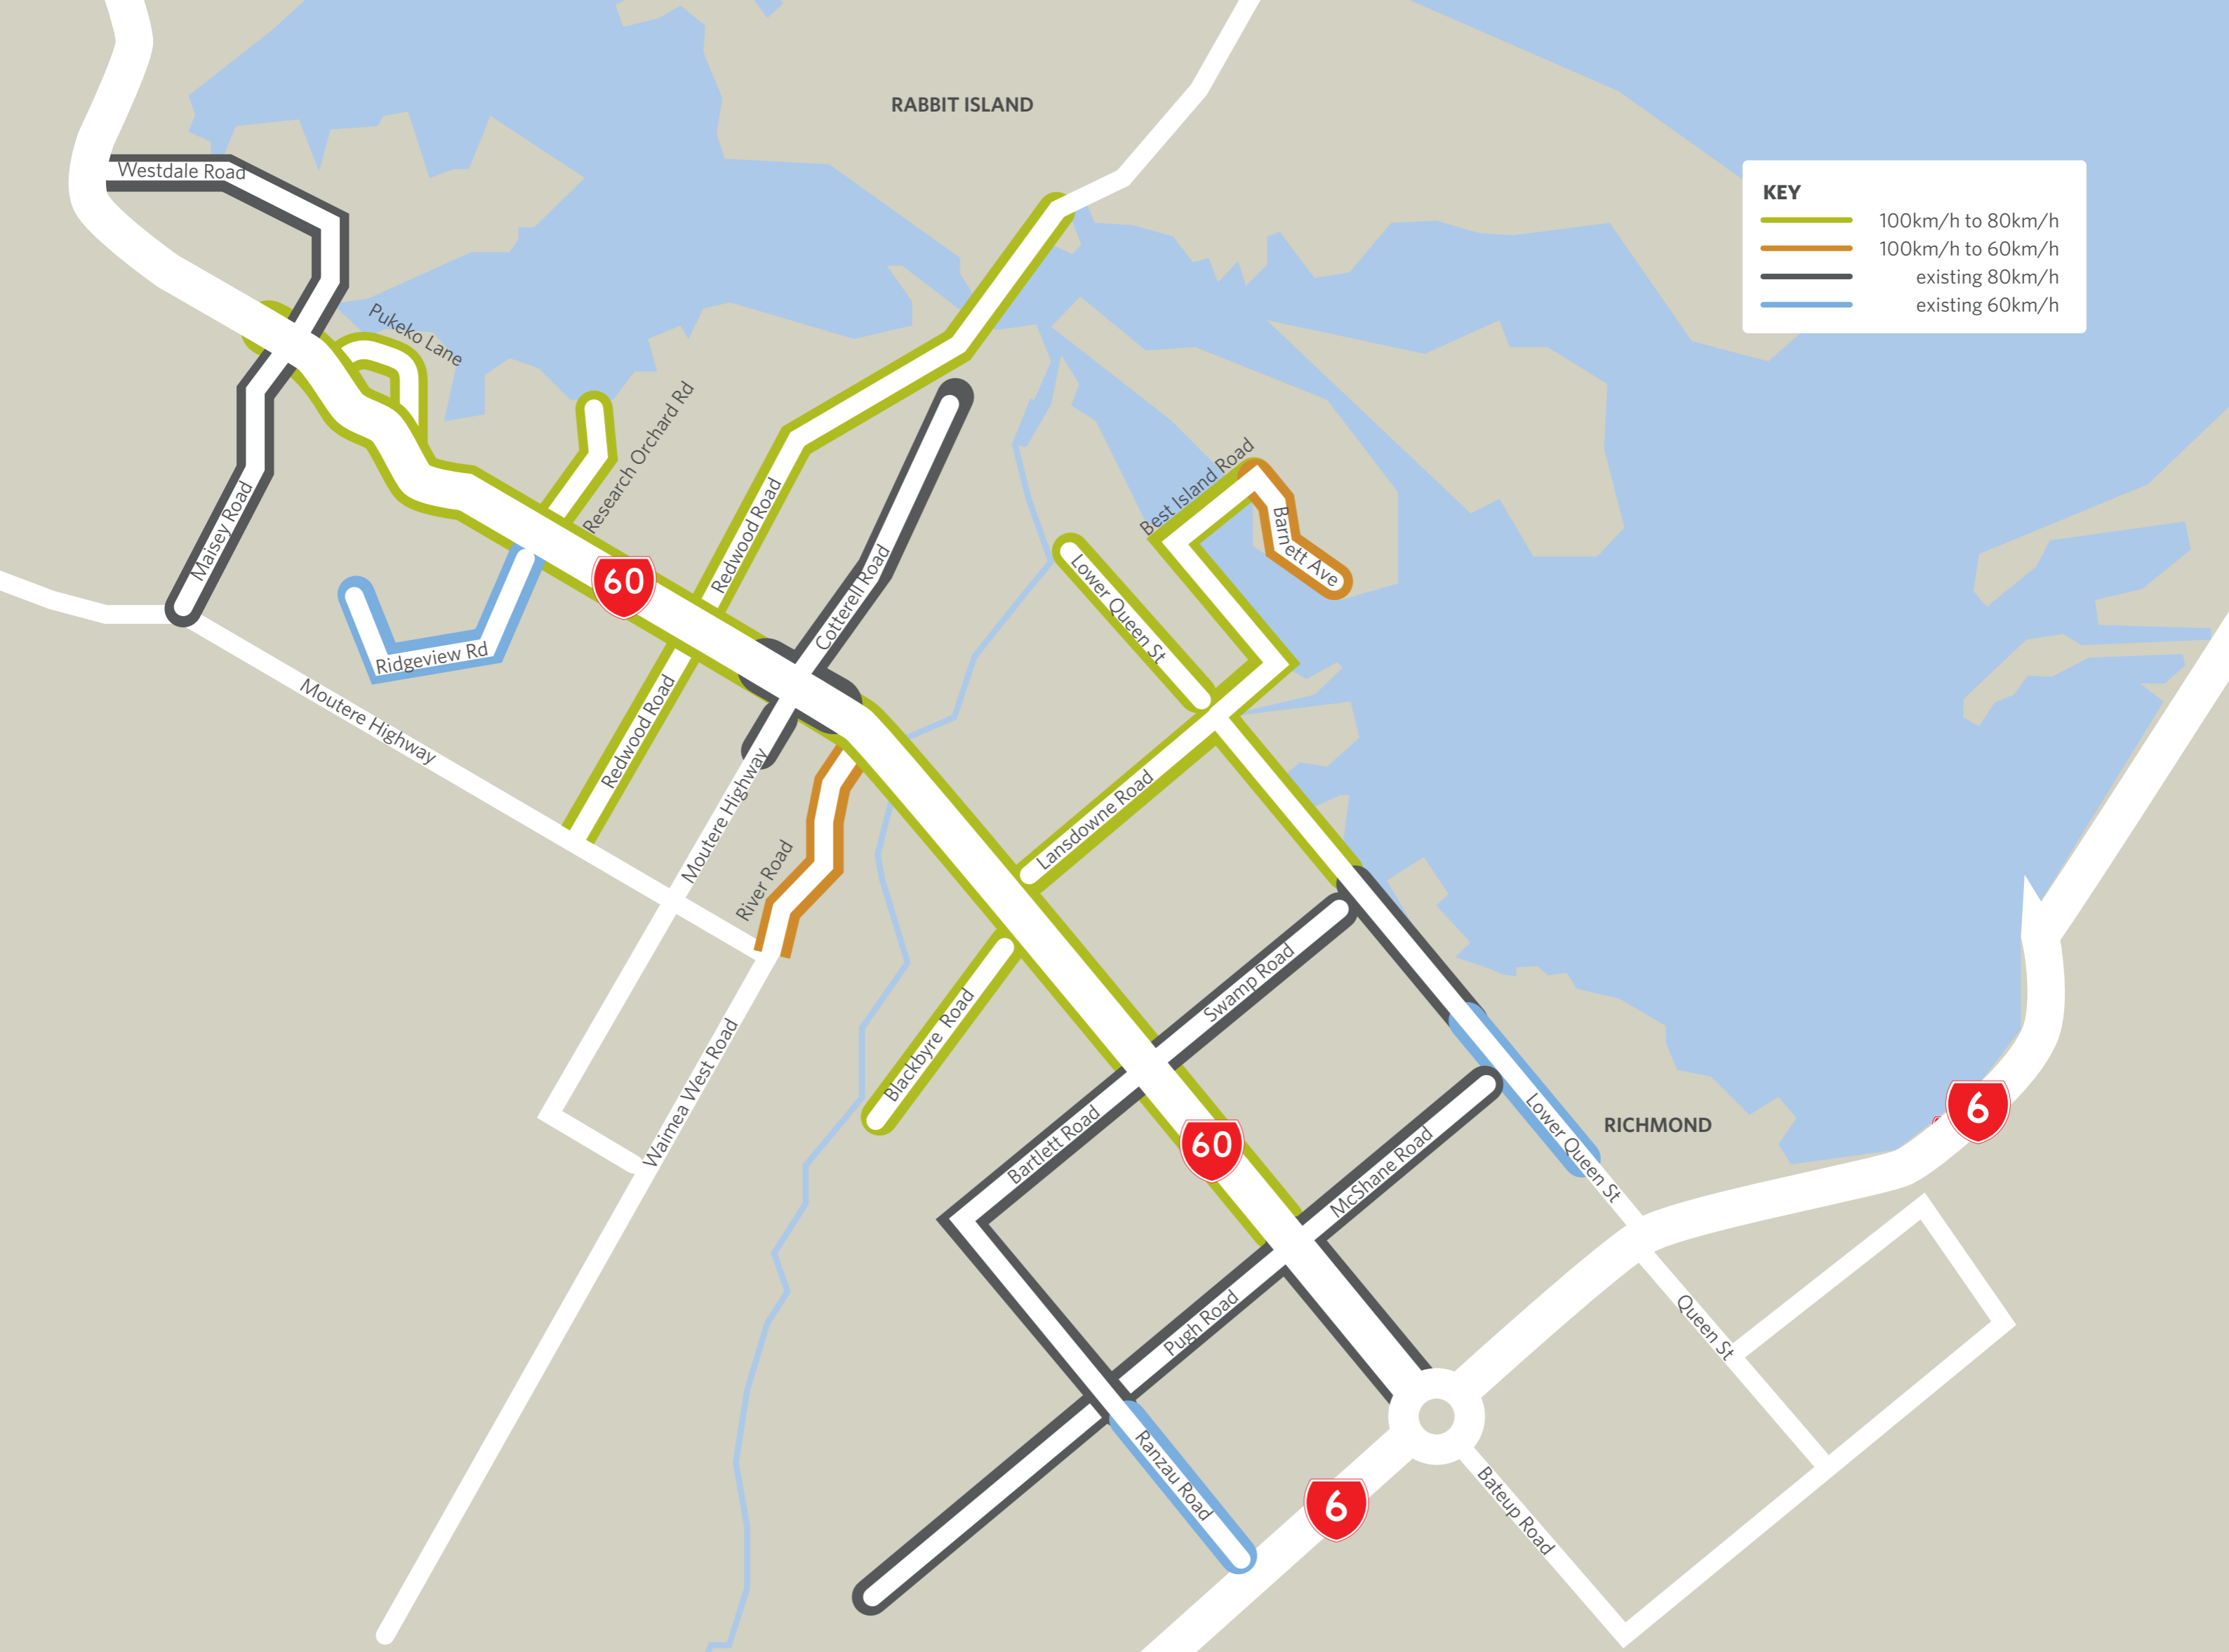 RABBIT ISLAND
Westdale Road
KEY
100km/h to 80km/h
100km/h to 60km/h
existing 80km/h
existing 60km/h
Pukeko Lane
Research Orchard Rd
Redwood Road
Best Island Road
Barnett Ave
Maisey Road
60
Cotterell Road
Lower Queen St
Ridgeview Rd
Moutere Highway
Redwood Road
Moutere Highway
Lansdowne Road
River Road
Swamp Road
Blackbyre Road
Waimea West Road
Bartlett Road
60
McShane Road
Lower Queen St
RICHMOND
6
Pugh Road
Queen St
Ranzau Road
6
Bateup Road